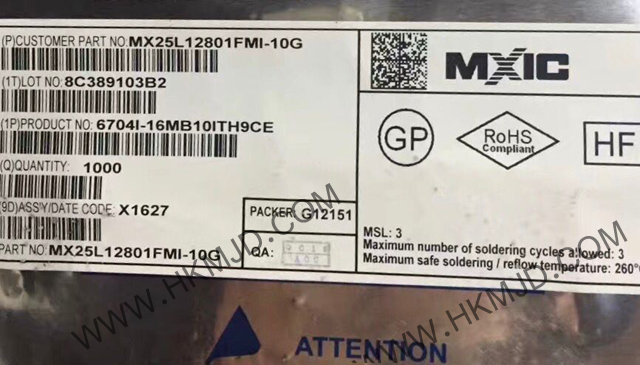 (P)CUSTOMER PART NO: MX25L12801FMI-10G
(1T)LOT NO: 8C389103B2
(1P)PRODUCT NO: 6704I-16MB10ITH9CE
(Q)QUANTITY: 1000
(9D)ASS'Y/DATE CODE: X1627
PACKER: G12151
PART NO: MX25L12801FMI-10G
QA:
MXIC
GP
RoHS
Compliant
HF
MSL: 3
Maximum number of soldering cycles allowed: 3
Maximum safe soldering / reflow temperature: 260°
ATTENTION
WWW.HKMJD.COM
WWW.HKMJD.COM